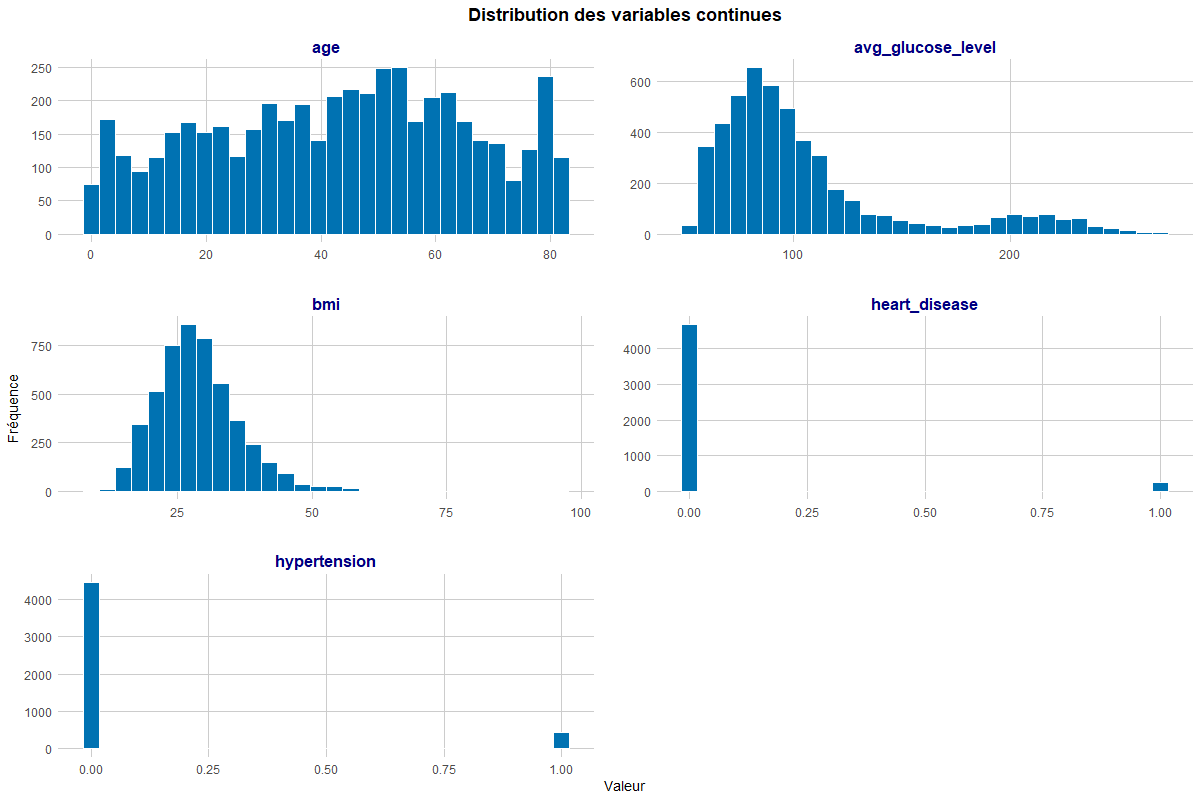 Distribution des variables continues
age
250
200
150
100
50
0
0 20 40 60 80
avg_glucose_level
600
400
200
0
100 200
bmi
750
500
250
0
25 50 75 100
heart_disease
4000
3000
2000
1000
0
0.00 0.25 0.50 0.75 1.00
hypertension
4000
3000
2000
1000
0
0.00 0.25 0.50 0.75 1.00
Fréquence
Valeur